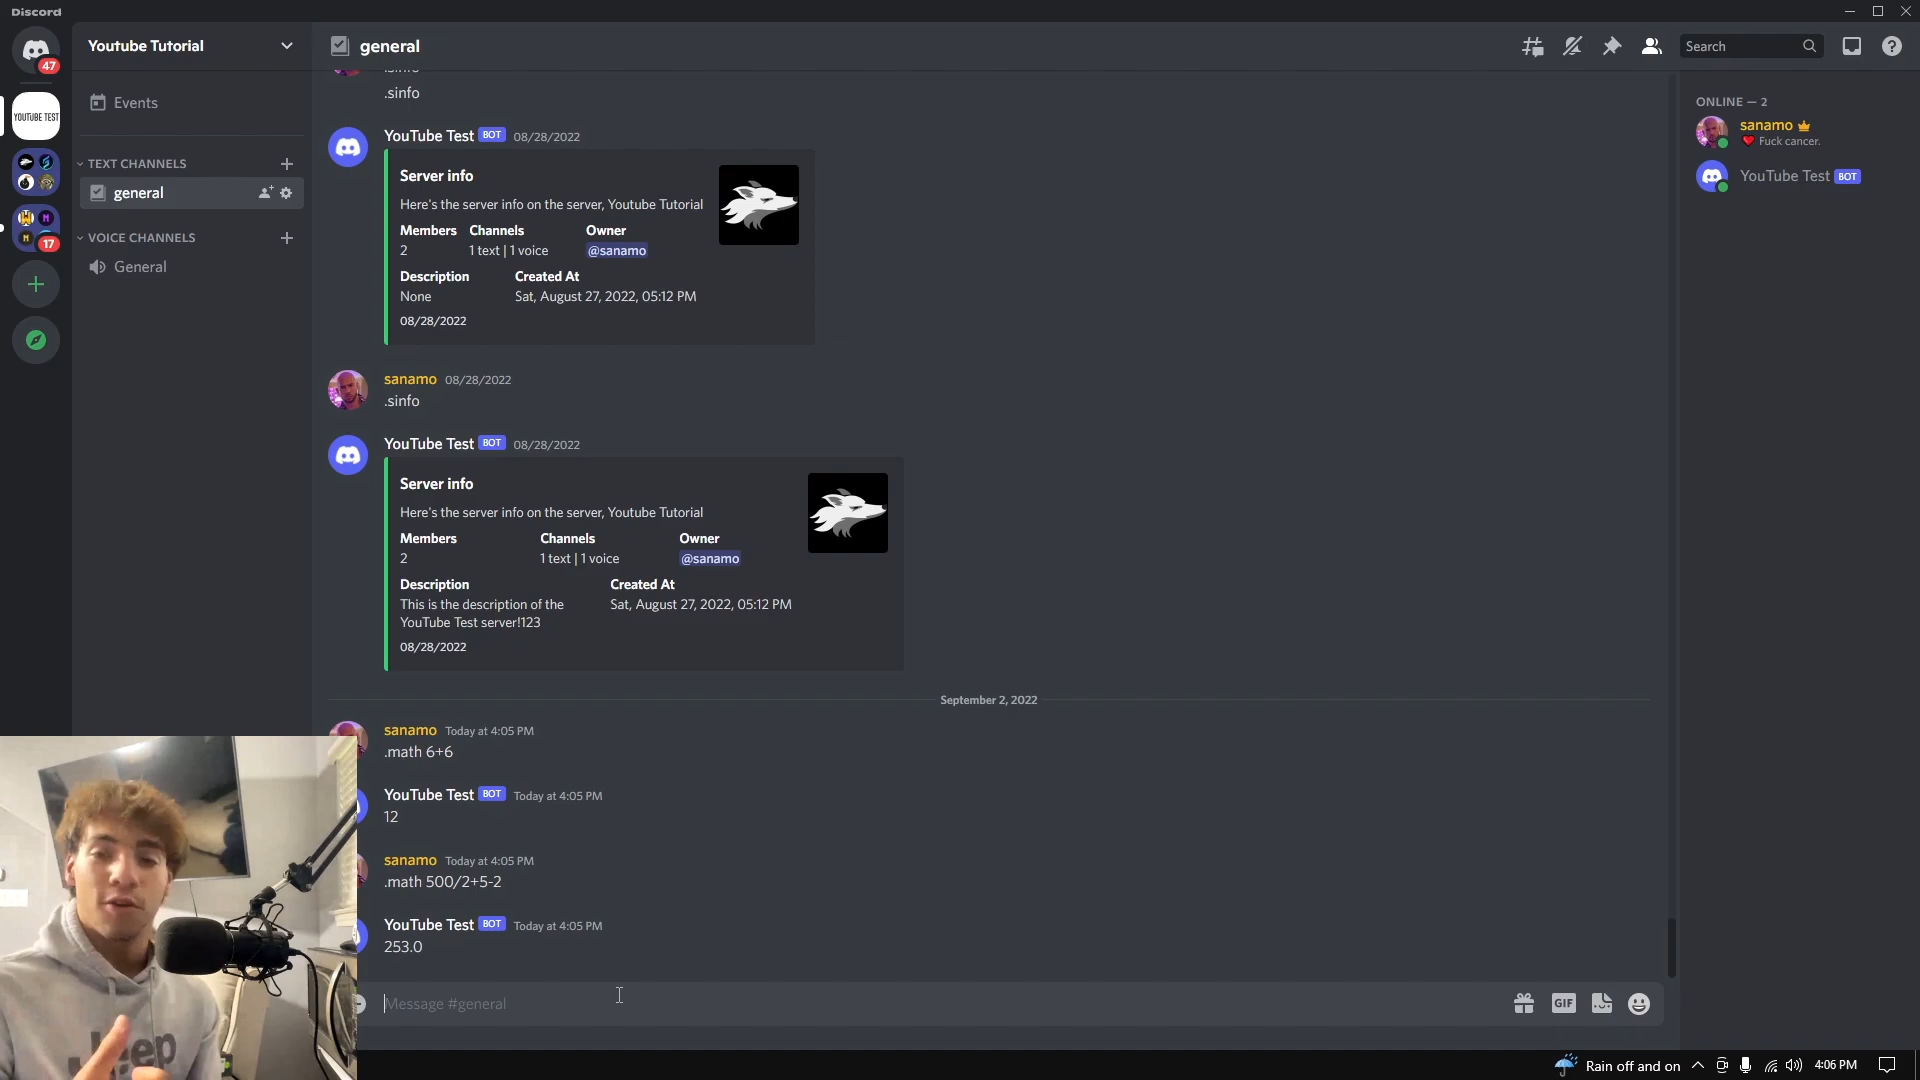 Discord
Youtube Tutorial
general
Search
47
YOUTUBE TEST
17
Events
TEXT CHANNELS
general
VOICE CHANNELS
General
.sinfo
YouTube Test BOT 08/28/2022
Server info
Here's the server info on the server, Youtube Tutorial
Members Channels Owner
2 1 text | 1 voice @sanamo
Description Created At
None Sat, August 27, 2022, 05:12 PM
08/28/2022
sanamo 08/28/2022
.sinfo
YouTube Test BOT 08/28/2022
Server info
Here's the server info on the server, Youtube Tutorial
Members Channels Owner
2 1 text | 1 voice @sanamo
Description Created At
This is the description of the Sat, August 27, 2022, 05:12 PM
YouTube Test server!123
08/28/2022
September 2, 2022
sanamo Today at 4:05 PM
.math 6+6
YouTube Test BOT Today at 4:05 PM
12
sanamo Today at 4:05 PM
.math 500/2+5-2
YouTube Test BOT Today at 4:05 PM
253.0
Message #general
GIF
ONLINE — 2
sanamo
Fuck cancer.
YouTube Test BOT
Rain off and on
4:06 PM